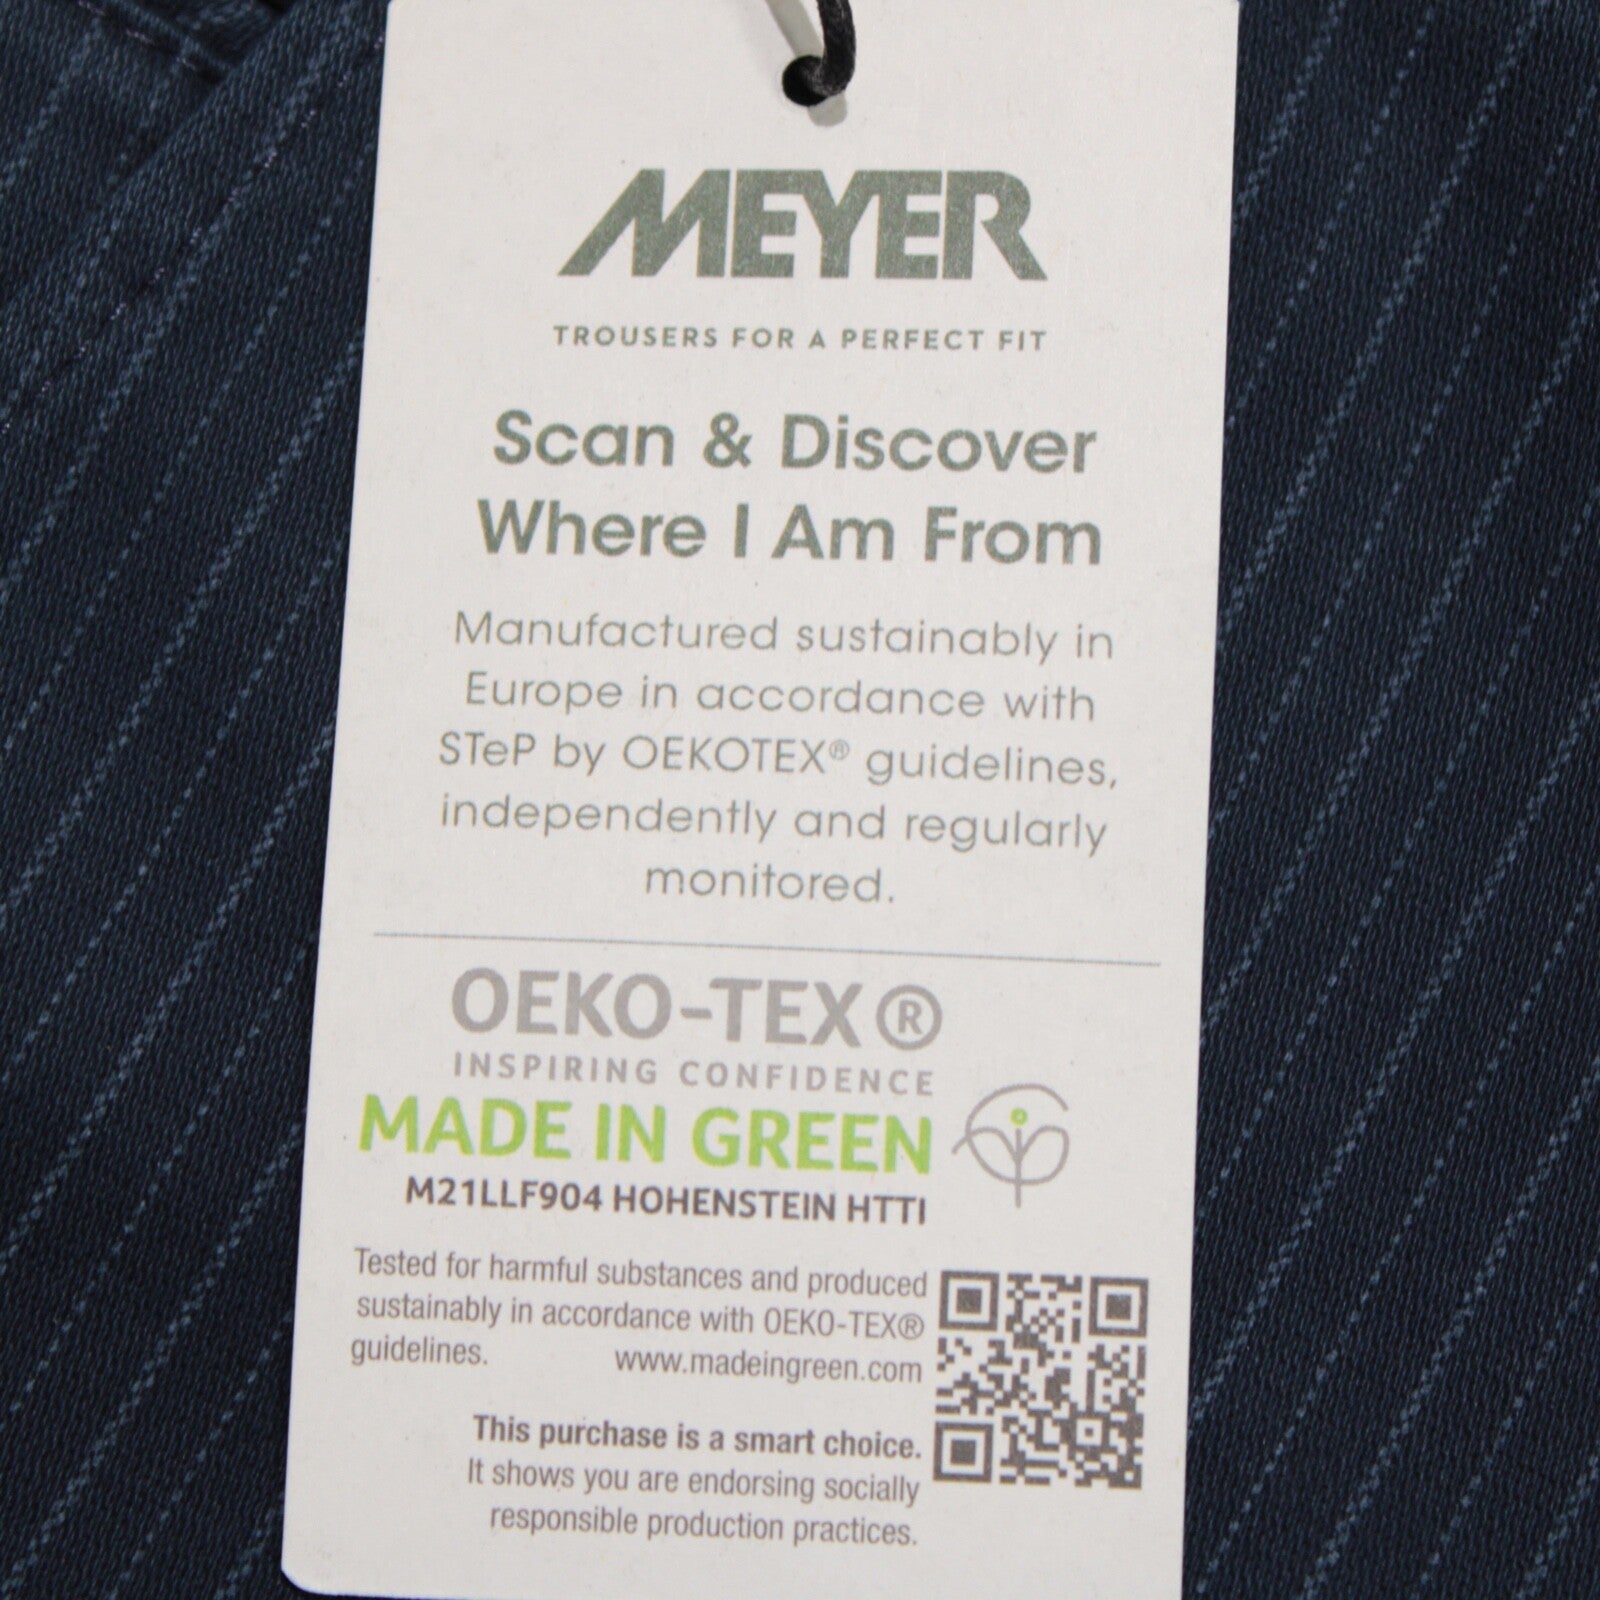 MEYER
TROUSERS FOR A PERFECT FIT
Scan & Discover
Where I Am From
Manufactured sustainably in
Europe in accordance with
STeP by OEKOTEX® guidelines,
independently and regularly
monitored.
OEKO-TEX®
INSPIRING CONFIDENCE
MADE IN GREEN
M21LLF904 HOHENSTEIN HTTI
Tested for harmful substances and produced
sustainably in accordance with OEKO-TEX®
guidelines. www.madeingreen.com
This purchase is a smart choice.
It shows you are endorsing socially
responsible production practices.